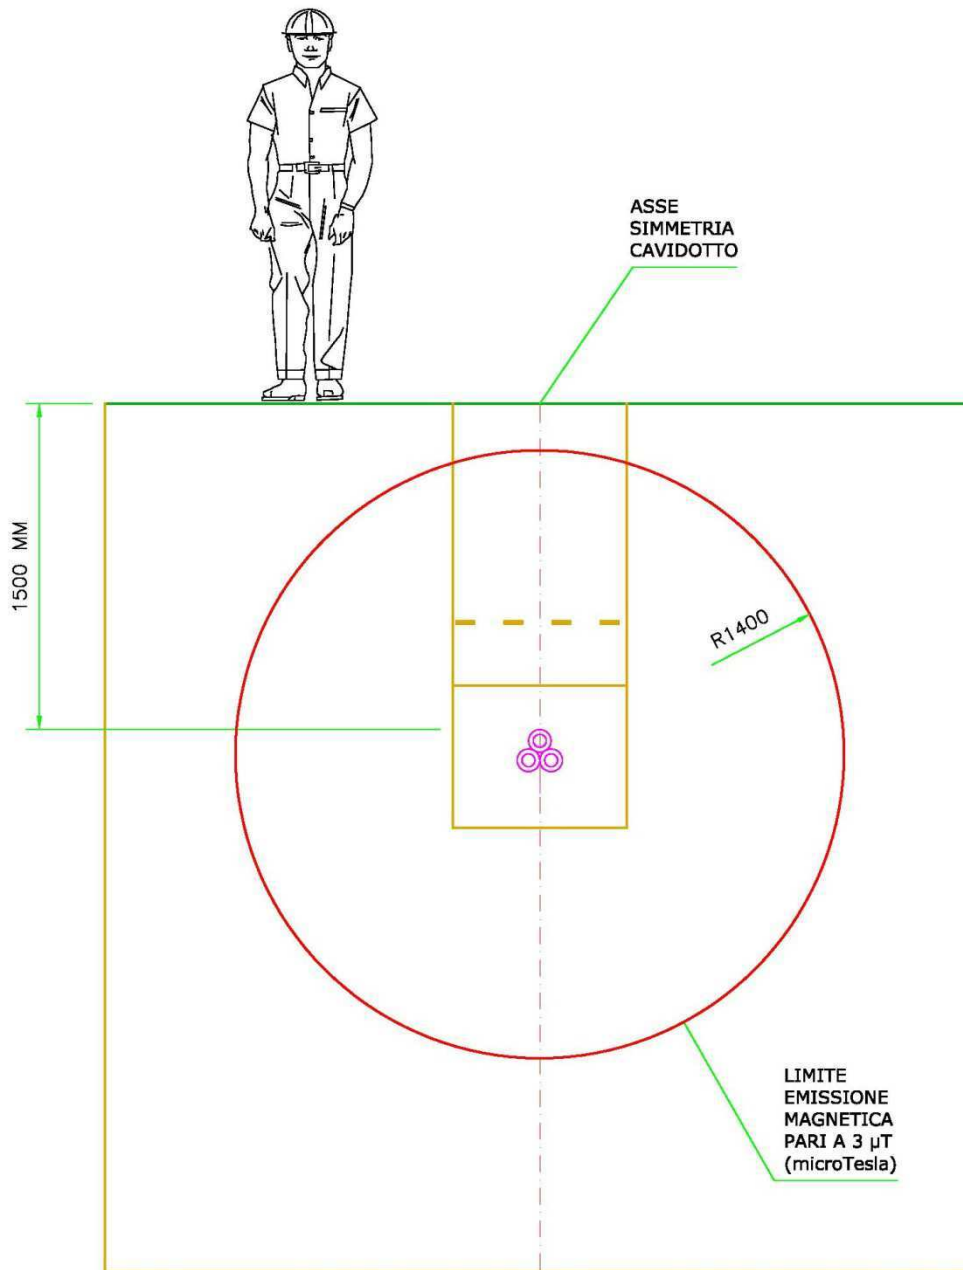 ASSE
SIMMETRIA
CAVIDOTTO
1500 MM
R1400
LIMITE
EMISSIONE
MAGNETICA
PARI A 3 µT
(microTesla)